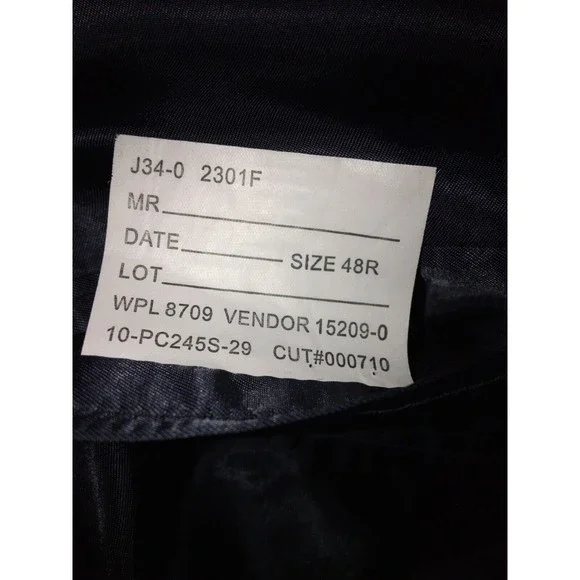 J34-0 2301F
MR
DATE SIZE 48R
LOT
WPL 8709 VENDOR 15209-0
10-PC245S-29 CUT#000710